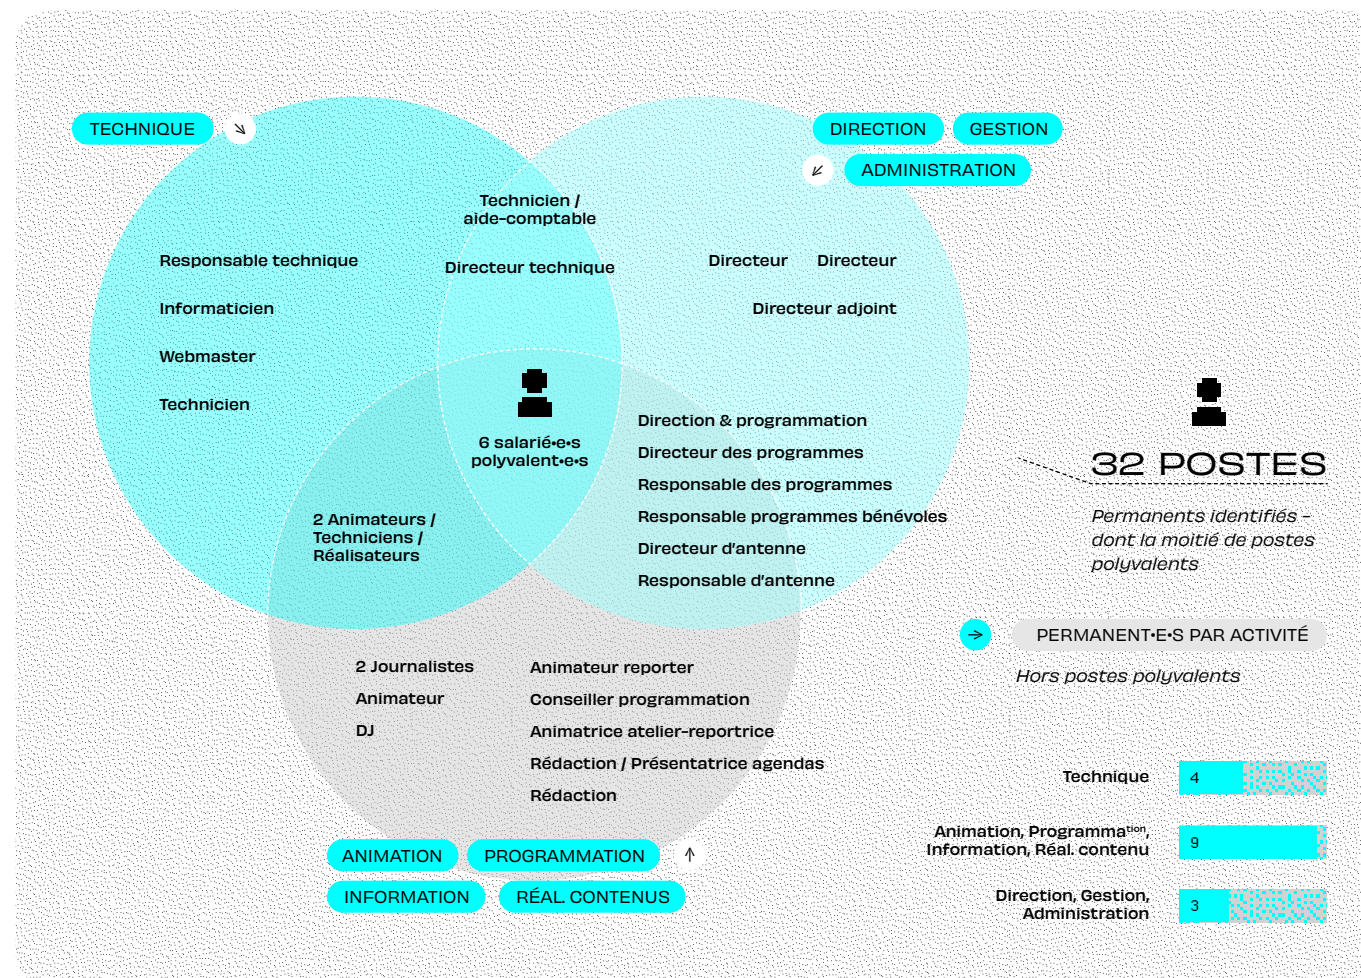 TECHNIQUE
DIRECTION
GESTION
ADMINISTRATION
Technicien /
aide-comptable
Directeur technique
Responsable technique
Informaticien
Webmaster
Technicien
Directeur
Directeur
Directeur adjoint
6 salarié•e•s
polyvalent•e•s
Direction & programmation
Directeur des programmes
Responsable des programmes
Responsable programmes bénévoles
Directeur d'antenne
Responsable d'antenne
2 Animateurs /
Techniciens /
Réalisateurs
2 Journalistes
Animateur
DJ
Animateur reporter
Conseiller programmation
Animatrice atelier-reportrice
Rédaction / Présentatrice agendas
Rédaction
ANIMATION
PROGRAMMATION
INFORMATION
RÉAL. CONTENUS
32 POSTES
Permanents identifiés –
dont la moitié de postes
polyvalents
PERMANENT•E•S PAR ACTIVITÉ
Hors postes polyvalents
Technique
4
Animation, Programmation,
Information, Réal. contenu
9
Direction, Gestion,
Administration
3